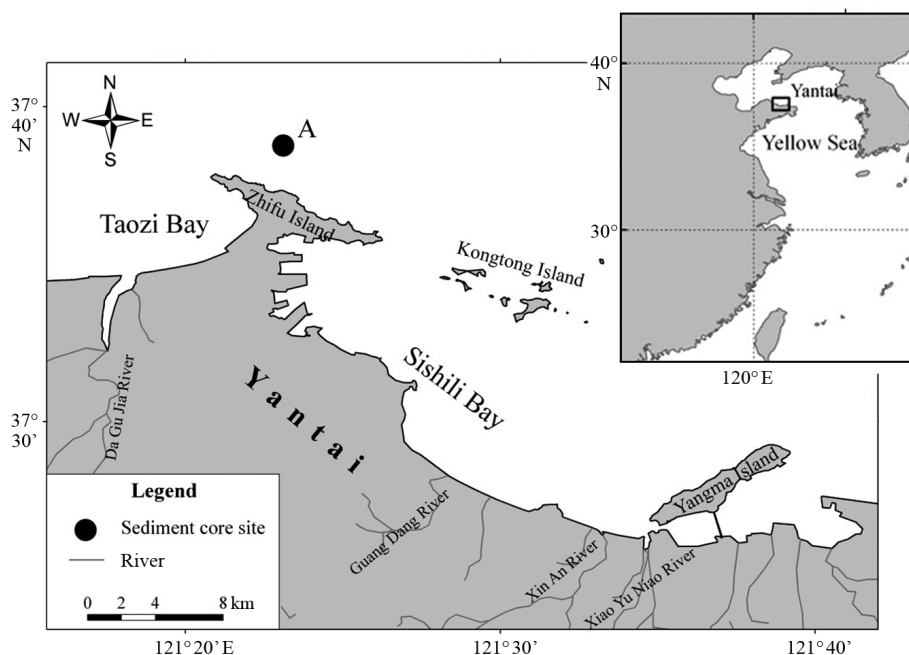 40°
N
Yantai
Yellow Sea
30°
120°E
37°
40’
N
N
W
E
S
A
Zhifu Island
Taozi Bay
Kongtong Island
Sishili Bay
Yantai
Da Gu Jia River
37°
30’
Yangma Island
Guang Dang River
Xin An River
Xiao Yu Niao River
Legend
Sediment core site
River
0 2 4 8 km
121°20’E
121°30’E
121°40’E